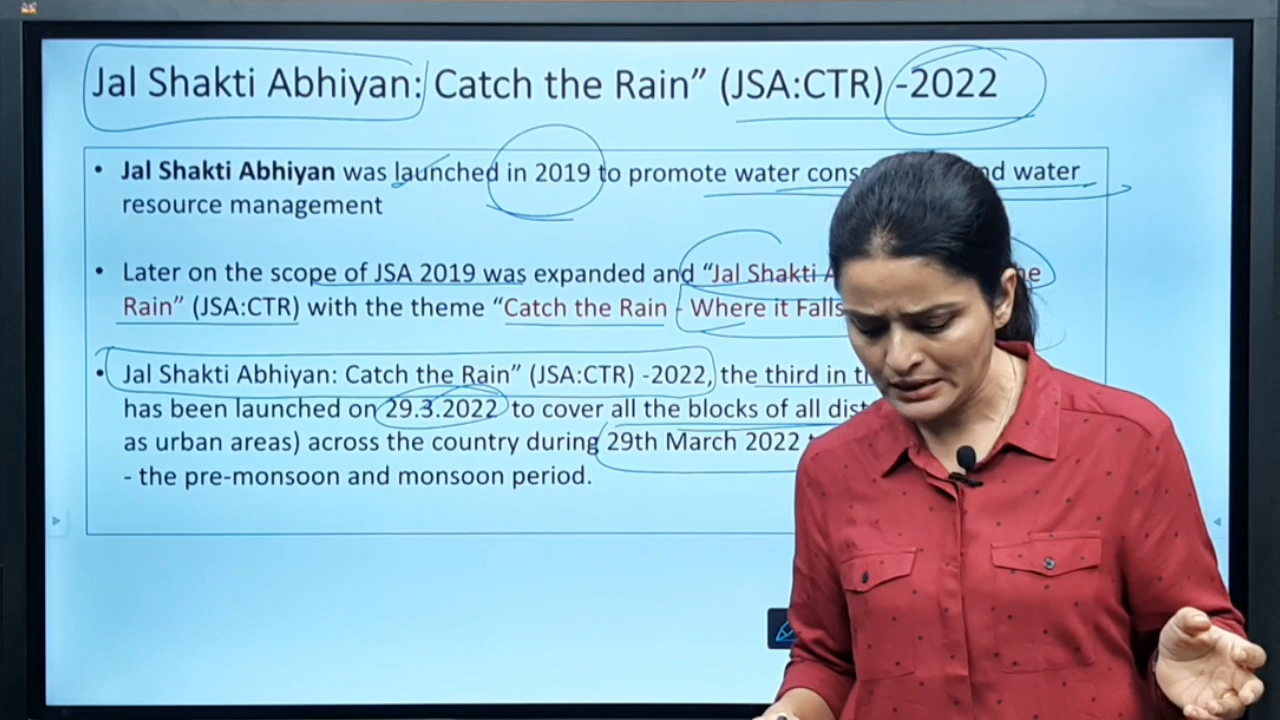 Jal Shakti Abhiyan: Catch the Rain” (JSA:CTR) -2022
• Jal Shakti Abhiyan was launched in 2019 to promote water and water
resource management
• Later on the scope of JSA 2019 was expanded and “Jal Shakti
Rain” (JSA:CTR) with the theme “Catch the Rain - Where it Falls
• Jal Shakti Abhiyan: Catch the Rain” (JSA:CTR) -2022, the third in
has been launched on 29.3.2022 to cover all the blocks of all
as urban areas) across the country during 29th March 2022
- the pre-monsoon and monsoon period.